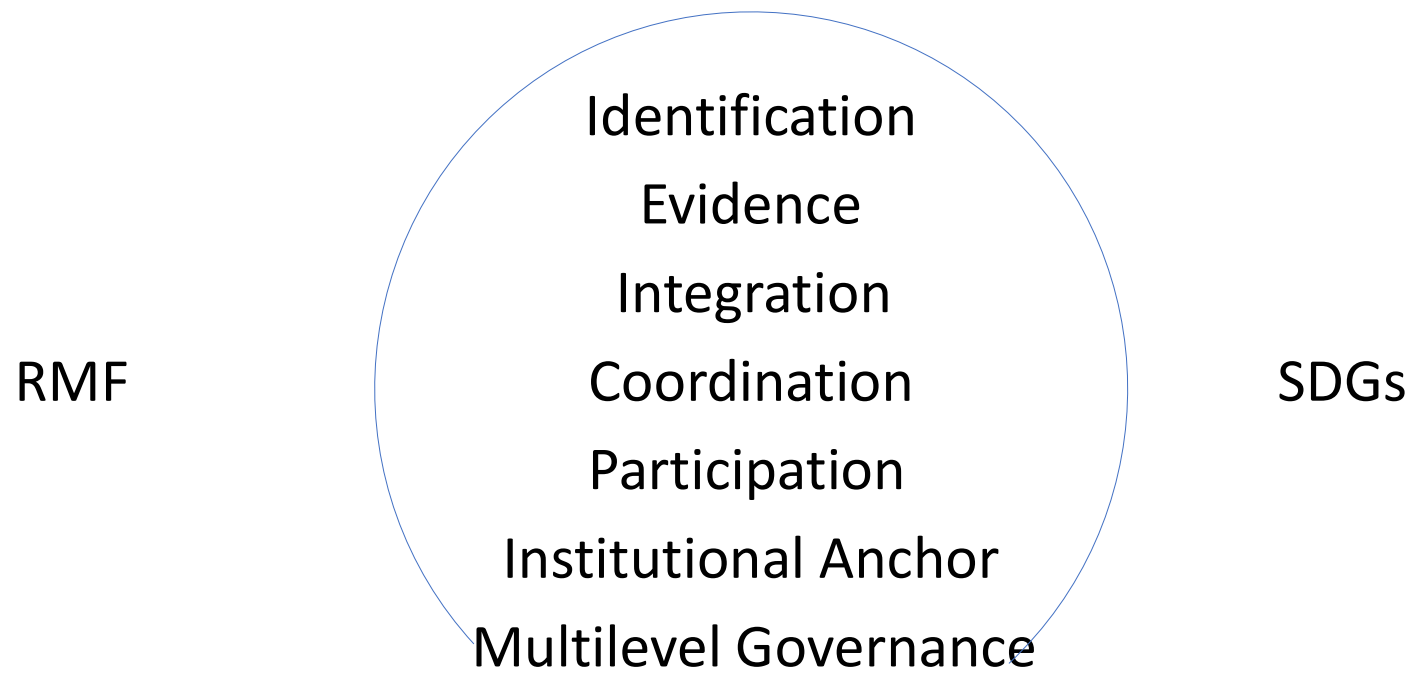 Identification
Evidence
Integration
RMF
Coordination
SDGs
Participation
Institutional Anchor
Multilevel Governance